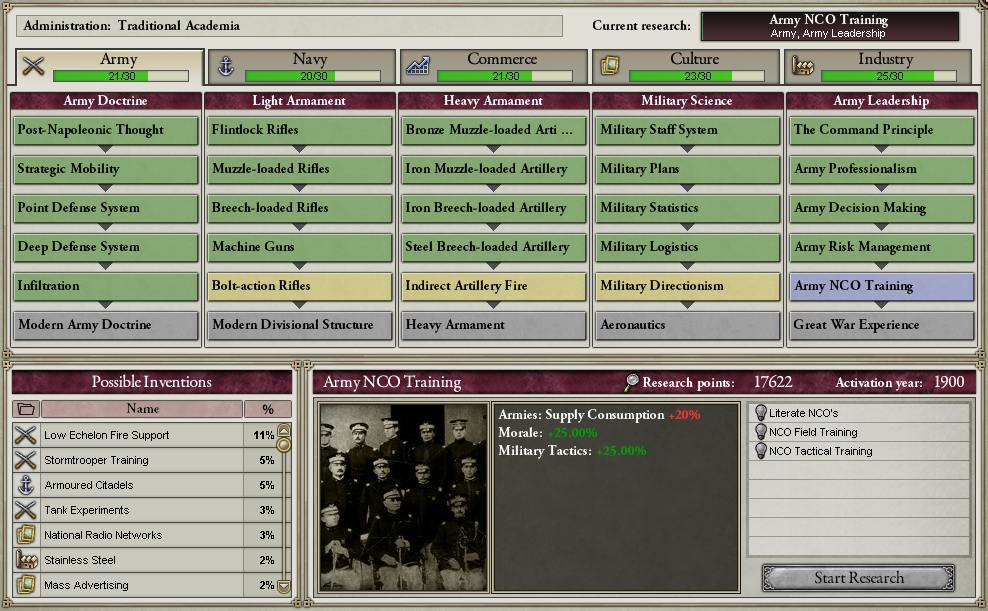 Administration: Traditional Academia
Current research:
Army NCO Training
Army, Army Leadership
Army
21/30
Navy
20/30
Commerce
21/30
Culture
23/30
Industry
25/30
Army Doctrine
Light Armament
Heavy Armament
Military Science
Army Leadership
Post-Napoleonic Thought
Flintlock Rifles
Bronze Muzzle-loaded Arti ...
Military Staff System
The Command Principle
Strategic Mobility
Muzzle-loaded Rifles
Iron Muzzle-loaded Artillery
Military Plans
Army Professionalism
Point Defense System
Breech-loaded Rifles
Iron Breech-loaded Artillery
Military Statistics
Army Decision Making
Deep Defense System
Machine Guns
Steel Breech-loaded Artillery
Military Logistics
Army Risk Management
Infiltration
Bolt-action Rifles
Indirect Artillery Fire
Military Directionism
Army NCO Training
Modern Army Doctrine
Modern Divisional Structure
Heavy Armament
Aeronautics
Great War Experience
Possible Inventions
Name %
Low Echelon Fire Support 11%
Stormtrooper Training 5%
Armoured Citadels 5%
Tank Experiments 3%
National Radio Networks 3%
Stainless Steel 2%
Mass Advertising 2%
Army NCO Training
Research points: 17622
Activation year: 1900
Armies: Supply Consumption +20%
Morale: +25.00%
Military Tactics: +25.00%
Literate NCO's
NCO Field Training
NCO Tactical Training
Start Research